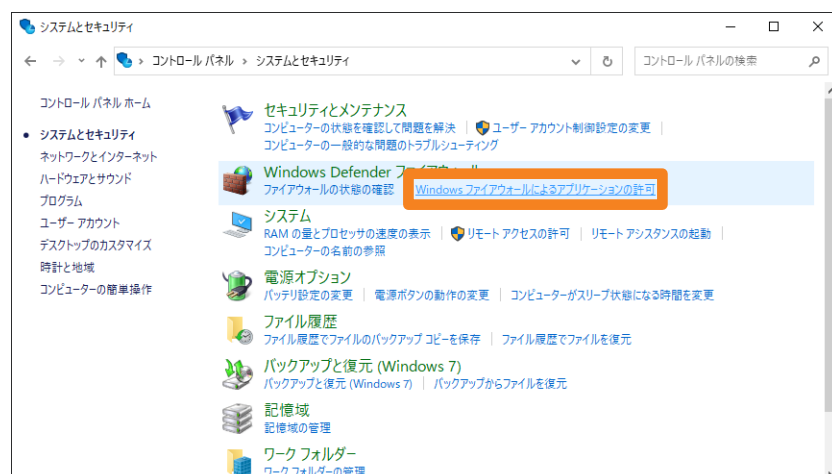 システムとセキュリティ
コントロール パネル › システムとセキュリティ
コントロール パネルの検索
コントロール パネル ホーム
システムとセキュリティ
ネットワークとインターネット
ハードウェアとサウンド
プログラム
ユーザー アカウント
デスクトップのカスタマイズ
時計と地域
コンピューターの簡単操作
セキュリティとメンテナンス
コンピューターの状態を確認して問題を解決 | ユーザー アカウント制御設定の変更 |
コンピューターの一般的な問題のトラブルシューティング
Windows Defender ファイアウォール
ファイアウォールの状態の確認 Windows ファイアウォールによるアプリケーションの許可
システム
RAM の量とプロセッサの速度の表示 | リモート アクセスの許可 | リモート アシスタンスの起動 |
コンピューターの名前の参照
電源オプション
バッテリ設定の変更 | 電源ボタンの動作の変更 | コンピューターがスリープ状態になる時間を変更
ファイル履歴
ファイル履歴でファイルのバックアップ コピーを保存 | ファイル履歴でファイルを復元
バックアップと復元 (Windows 7)
バックアップと復元 (Windows 7) | バックアップからファイルを復元
記憶域
記憶域の管理
ワーク フォルダー
ワーク フォルダーの管理